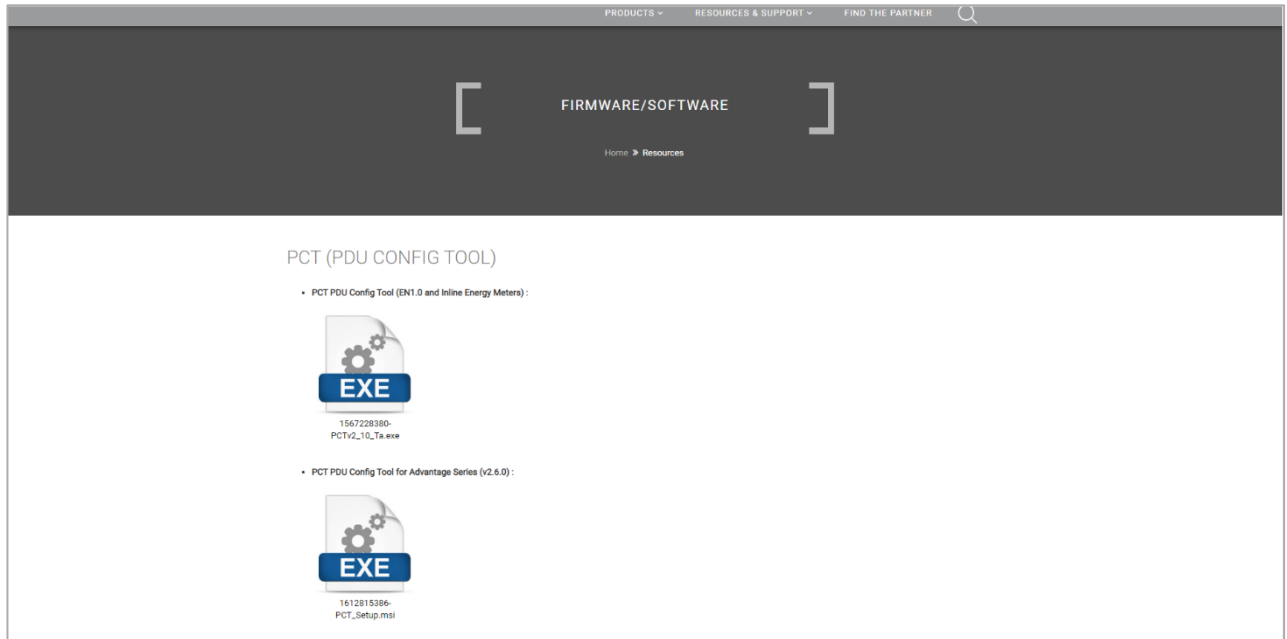 PRODUCTS RESOURCES & SUPPORT FIND THE PARTNER
FIRMWARE/SOFTWARE
Home » Resources
PCT (PDU CONFIG TOOL)
• PCT PDU Config Tool (EN1.0 and Inline Energy Meters) :
EXE
1567228380-
PCTv2_10_Ta.exe
• PCT PDU Config Tool for Advantage Series (v2.6.0) :
EXE
1612815386-
PCT_Setup.msi